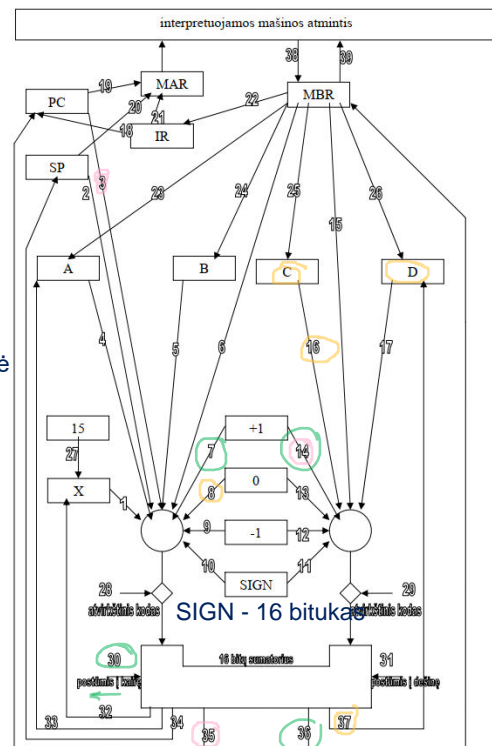 interpretuojamos mašinos atmintis
38 39
19 MAR 22 MBR
PC 20 21
18 IR
SP
2 3 23 24 25 15 26
A B C D
4 5 6 16 17
ė
15 +1
27 7 14
X 1 8 0 13
9 -1 12
10 SIGN 11
28 29
atvirkštinis kodas SIGN - 16 bitukas atvirkštinis kodas
30 16 bitų sumatorius 31
postūmis į kairę postūmis į dešinę
33 32 34 35 36 37